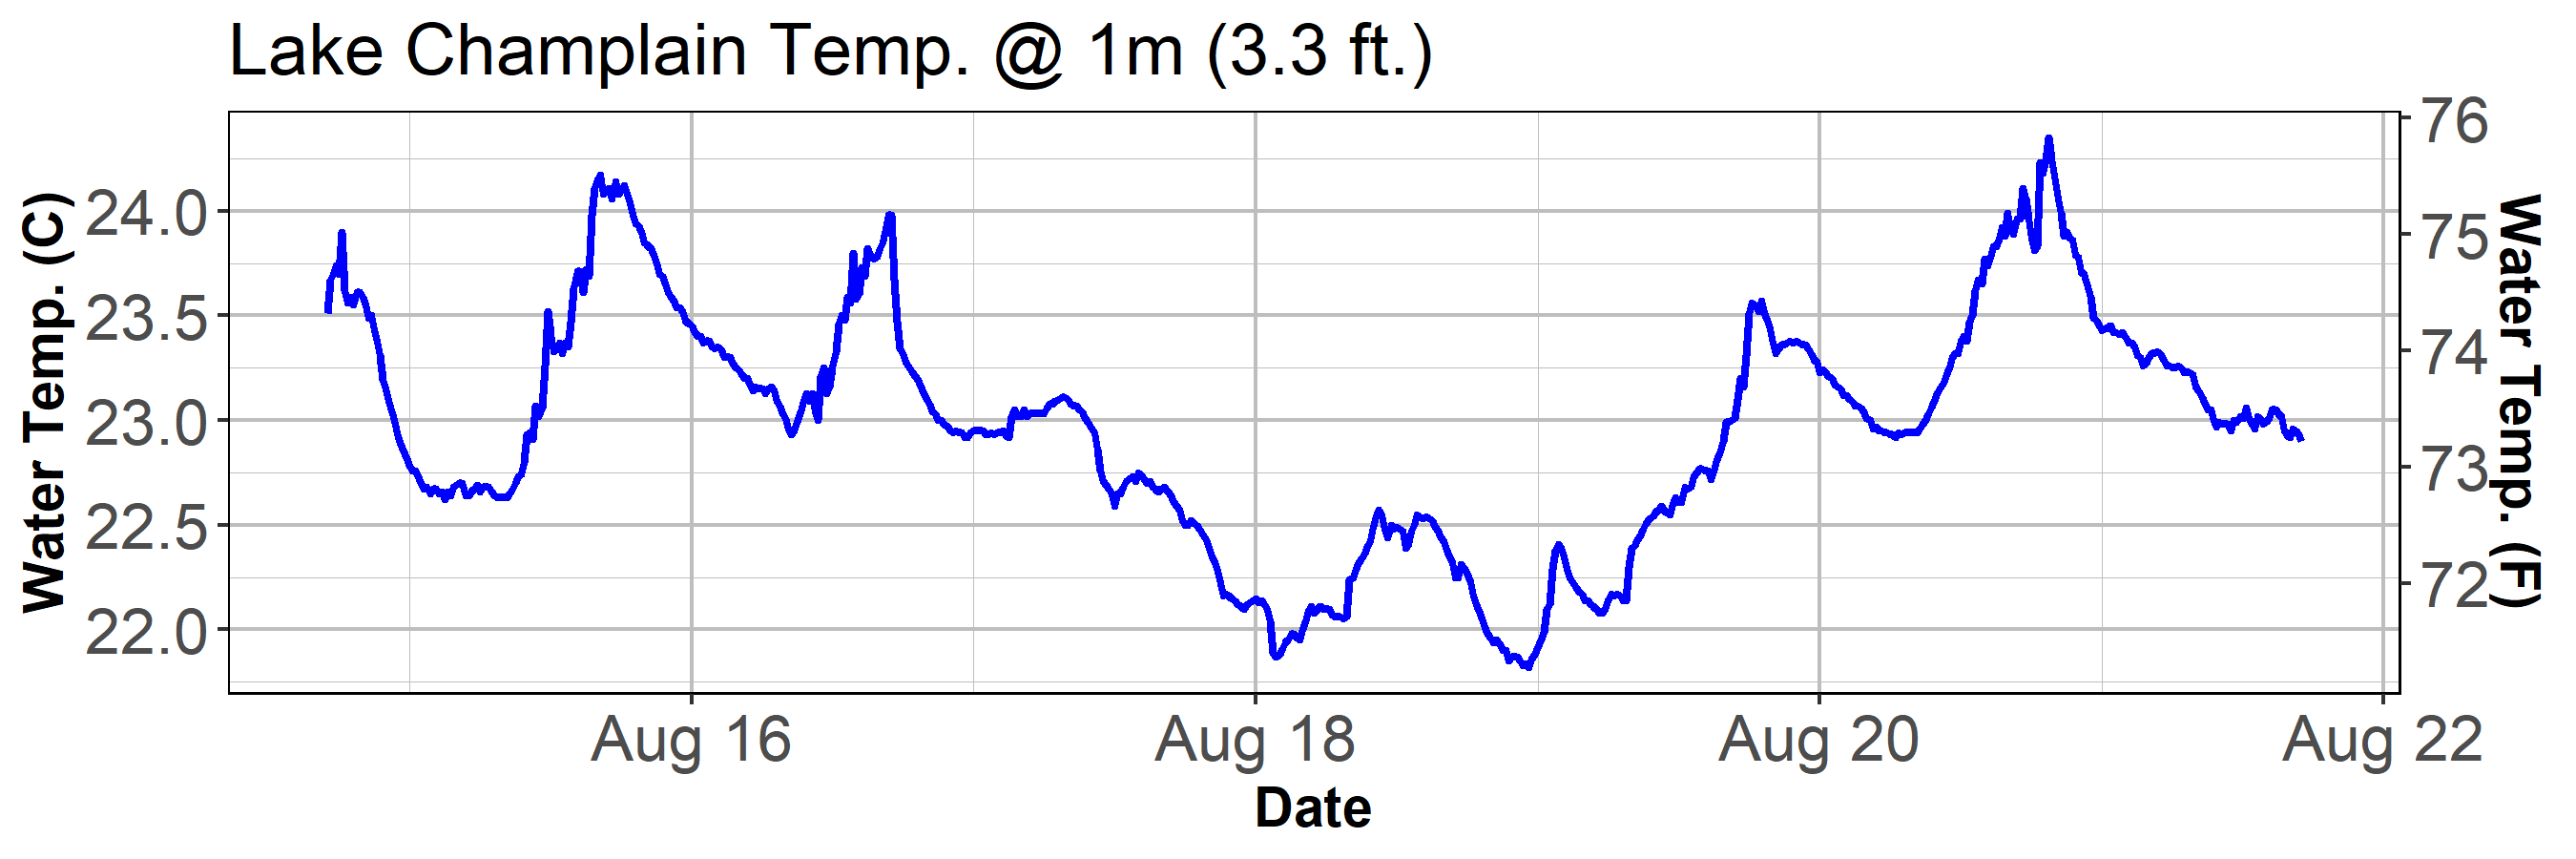 Lake Champlain Temp. @ 1m (3.3 ft.)
Water Temp. (C)
24.0
23.5
23.0
22.5
22.0
76
75
74
73
72
Water Temp. (F)
Aug 16
Aug 18
Aug 20
Aug 22
Date